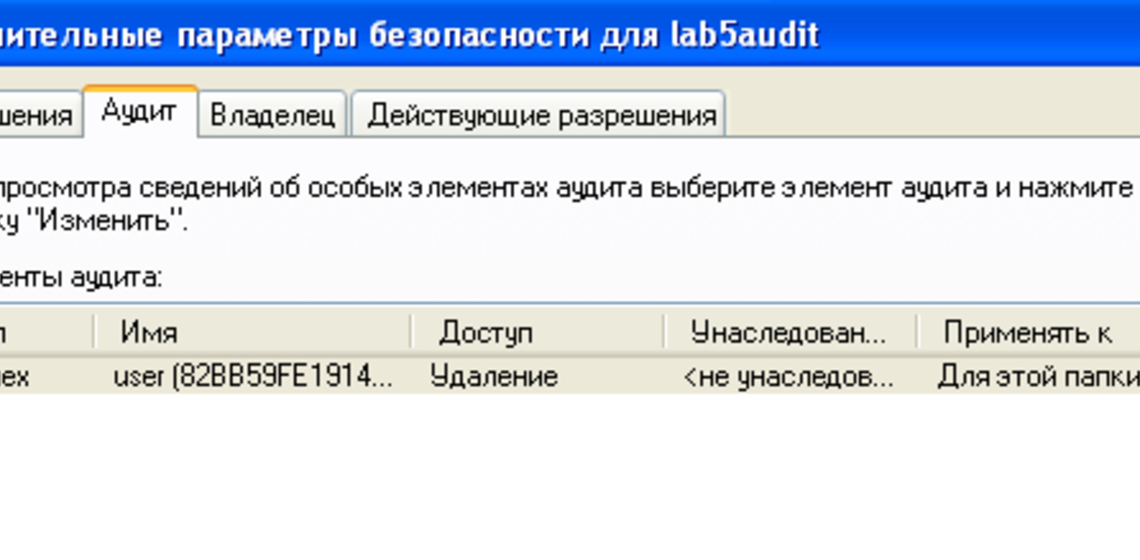 нительные параметры безопасности для lab5audit
шения Аудит Владелец Действующие разрешения
просмотра сведений об особых элементах аудита выберите элемент аудита и нажмите
ку "Изменить".
енты аудита:
п Имя Доступ Унаследован... Применять к
ех user (82BB59FE1914... Удаление <не унаследов... Для этой папки